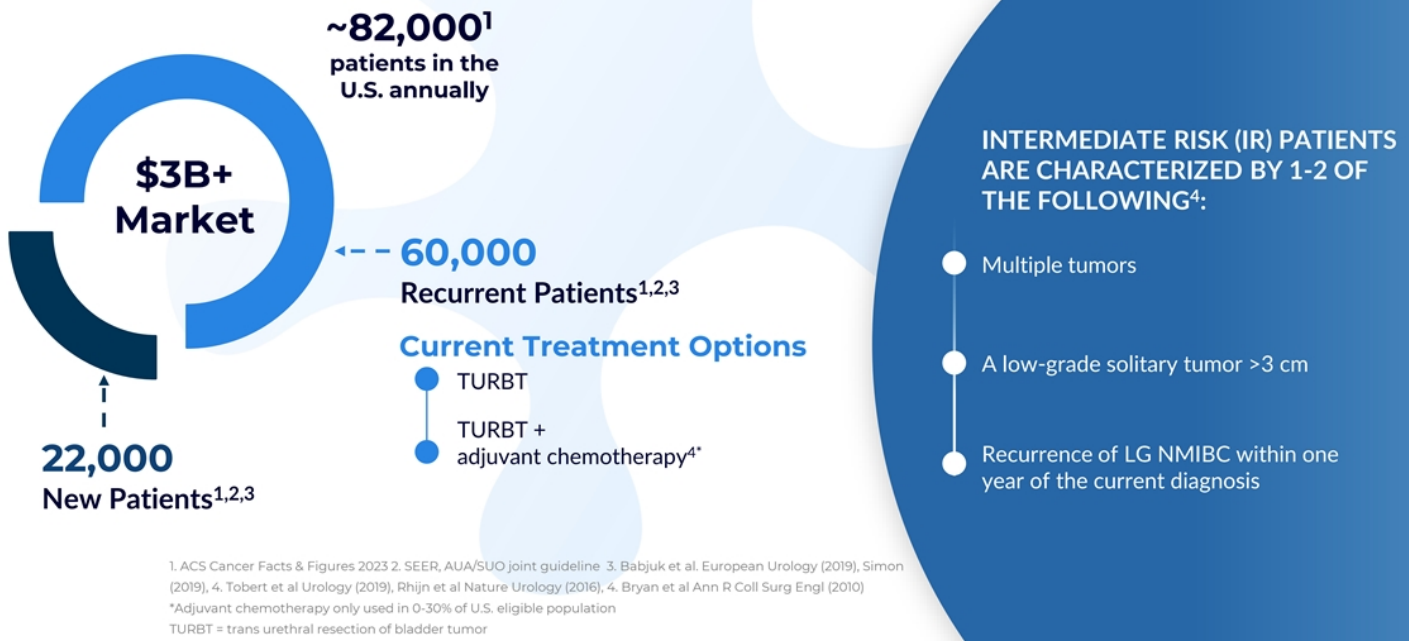 ~82,000¹
patients in the
U.S. annually
$3B+
Market
60,000
Recurrent Patients¹,²,³
Current Treatment Options
TURBT
TURBT +
adjuvant chemotherapy⁴*
22,000
New Patients¹,²,³
INTERMEDIATE RISK (IR) PATIENTS
ARE CHARACTERIZED BY 1-2 OF
THE FOLLOWING⁴:
Multiple tumors
A low-grade solitary tumor >3 cm
Recurrence of LG NMIBC within one
year of the current diagnosis
1. ACS Cancer Facts & Figures 2023 2. SEER, AUA/SUO joint guideline 3. Babjuk et al. European Urology (2019), Simon
(2019), 4. Tobert et al Urology (2019), Rhijn et al Nature Urology (2016), 4. Bryan et al Ann R Coll Surg Engl (2010)
*Adjuvant chemotherapy only used in 0-30% of U.S. eligible population
TURBT = trans urethral resection of bladder tumor